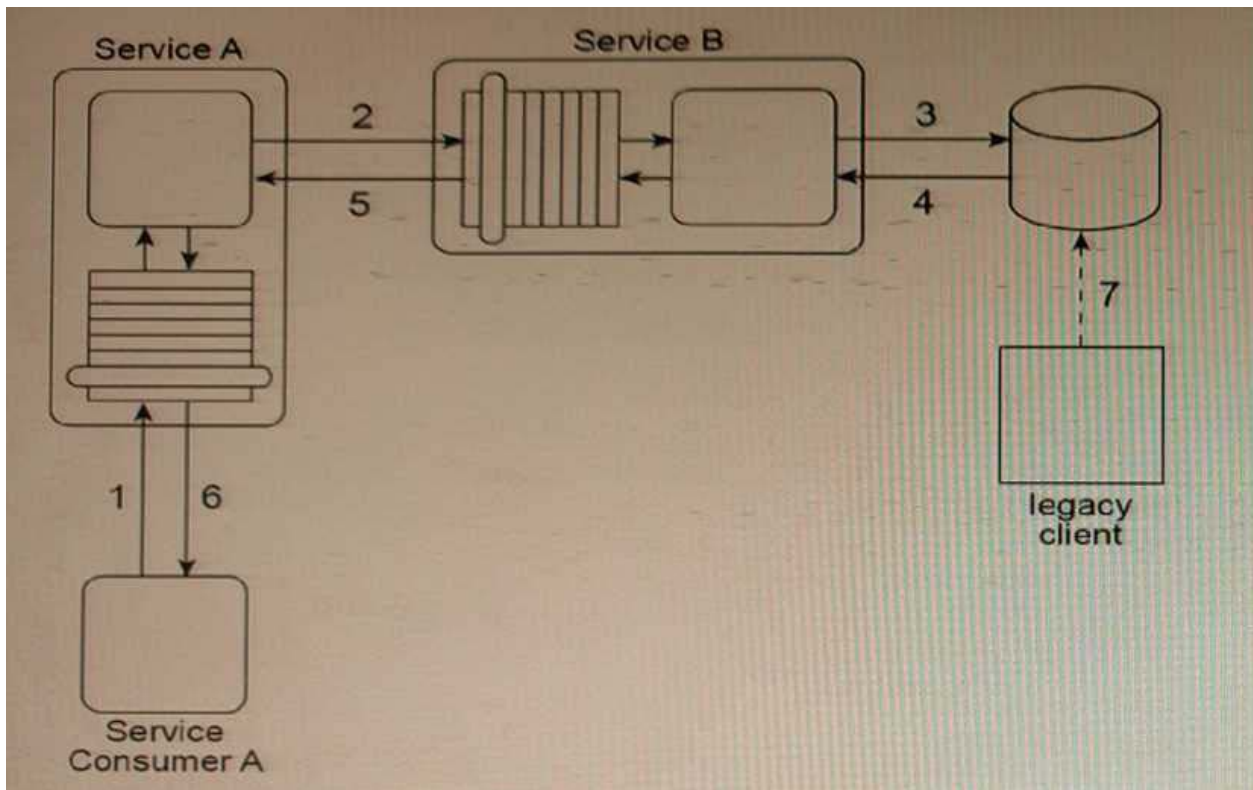 Service A
Service B
2
3
5
4
7
1
6
legacy
client
Service
Consumer A